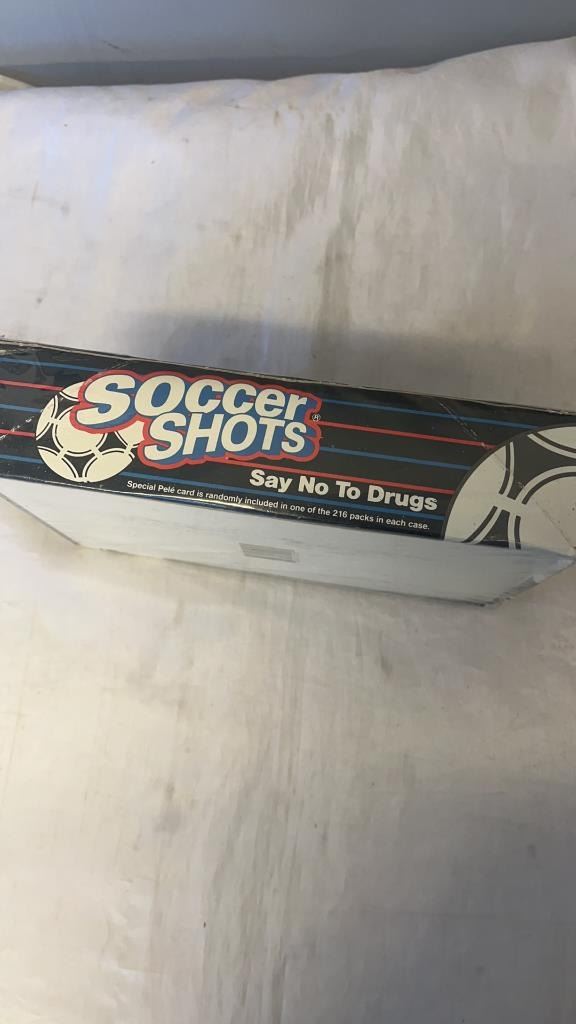 SOCCER
SHOTS®
Say No To Drugs
Special Pelé card is randomly included in one of the 216 packs in each case.